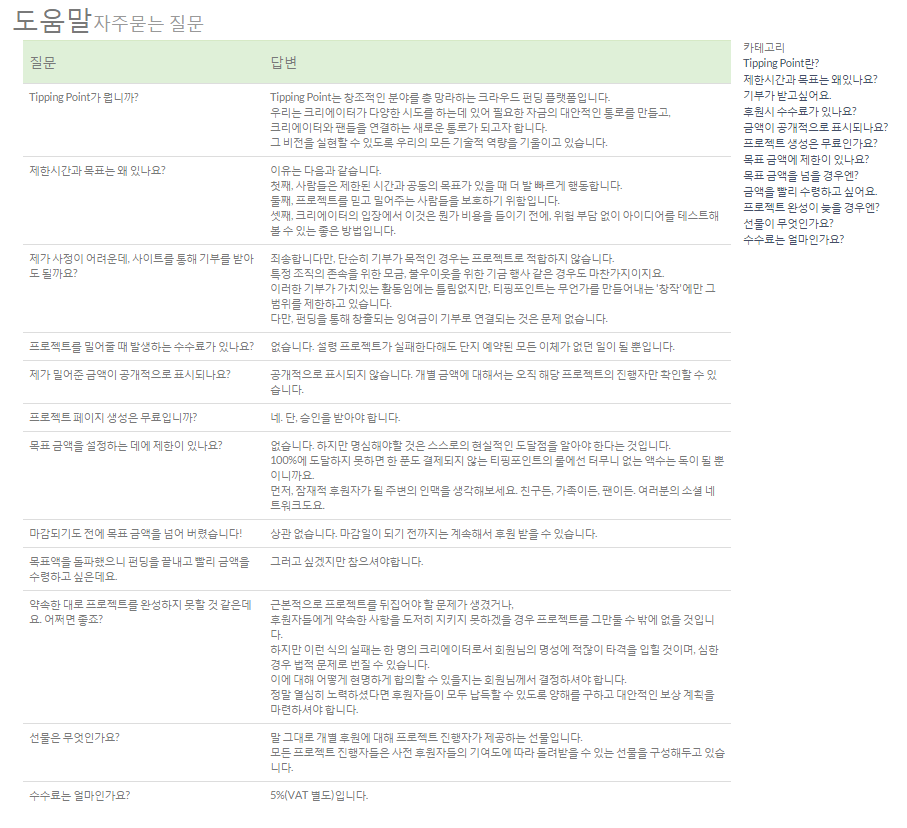 도움말자주묻는 질문
질문 답변
Tipping Point가 뭡니까?
Tipping Point는 창조적인 분야를 총 망라하는 크라우드 펀딩 플랫폼입니다.
우리는 크리에이터가 다양한 시도를 하는데 있어 필요한 자금의 대안적인 통로를 만들고,
크리에이터와 팬들을 연결하는 새로운 통로가 되고자 합니다.
그 비전을 실현할 수 있도록 우리의 모든 기술적 역량을 기울이고 있습니다.
제한시간과 목표는 왜 있나요?
이유는 다음과 같습니다.
첫째, 사람들은 제한된 시간과 공동의 목표가 있을 때 더 발 빠르게 행동합니다.
둘째, 프로젝트를 믿고 밀어주는 사람들을 보호하기 위함입니다.
셋째, 크리에이터의 입장에서 이것은 뭔가 비용을 들이기 전에, 위험 부담 없이 아이디어를 테스트해
볼 수 있는 좋은 방법입니다.
제가 사정이 어려운데, 사이트를 통해 기부를 받아
도 될까요?
죄송합니다만, 단순히 기부가 목적인 경우는 프로젝트로 적합하지 않습니다.
특정 조직의 존속을 위한 모금, 불우이웃을 위한 기금 행사 같은 경우도 마찬가지이지요.
이러한 기부가 가치있는 활동임에는 틀림없지만, 티핑포인트는 무언가를 만들어내는 '창작'에만 그
범위를 제한하고 있습니다.
다만, 펀딩을 통해 창출되는 잉여금이 기부로 연결되는 것은 문제 없습니다.
프로젝트를 밀어줄 때 발생하는 수수료가 있나요?
없습니다. 설령 프로젝트가 실패한다해도 단지 예약된 모든 이체가 없던 일이 될 뿐입니다.
제가 밀어준 금액이 공개적으로 표시되나요?
공개적으로 표시되지 않습니다. 개별 금액에 대해서는 오직 해당 프로젝트의 진행자만 확인할 수 있
습니다.
프로젝트 페이지 생성은 무료입니까?
네. 단, 승인을 받아야 합니다.
목표 금액을 설정하는 데에 제한이 있나요?
없습니다. 하지만 명심해야할 것은 스스로의 현실적인 도달점을 알아야 한다는 것입니다.
100%에 도달하지 못하면 한 푼도 결제되지 않는 티핑포인트의 룰에선 터무니 없는 액수는 독이 될 뿐
이니까요.
먼저, 잠재적 후원자가 될 주변의 인맥을 생각해보세요. 친구든, 가족이든, 팬이든. 여러분의 소셜 네
트워크도요.
마감되기도 전에 목표 금액을 넘어 버렸습니다!
상관 없습니다. 마감일이 되기 전까지는 계속해서 후원 받을 수 있습니다.
목표액을 돌파했으니 펀딩을 끝내고 빨리 금액을
수령하고 싶은데요.
그러고 싶겠지만 참으셔야합니다.
약속한 대로 프로젝트를 완성하지 못할 것 같은데
요. 어쩌면 좋죠?
근본적으로 프로젝트를 뒤집어야 할 문제가 생겼거나,
후원자들에게 약속한 사항을 도저히 지키지 못하겠을 경우 프로젝트를 그만둘 수 밖에 없을 것입니
다.
하지만 이런 식의 실패는 한 명의 크리에이터로서 회원님의 명성에 적잖이 타격을 입힐 것이며, 심한
경우 법적 문제로 번질 수 있습니다.
이에 대해 어떻게 현명하게 합의할 수 있을지는 회원님께서 결정하셔야 합니다.
정말 열심히 노력하셨다면 후원자들이 모두 납득할 수 있도록 양해를 구하고 대안적인 보상 계획을
마련하셔야 합니다.
선물은 무엇인가요?
말 그대로 개별 후원에 대해 프로젝트 진행자가 제공하는 선물입니다.
모든 프로젝트 진행자들은 사전 후원자들의 기여도에 따라 돌려받을 수 있는 선물을 구성해두고 있습
니다.
수수료는 얼마인가요?
5%(VAT 별도)입니다.
카테고리
Tipping Point란?
제한시간과 목표는 왜있나요?
기부가 받고싶어요.
후원시 수수료가 있나요?
금액이 공개적으로 표시되나요?
프로젝트 생성은 무료인가요?
목표 금액에 제한이 있나요?
목표 금액을 넘을 경우엔?
금액을 빨리 수령하고 싶어요.
프로젝트 완성이 늦을 경우엔?
선물이 무엇인가요?
수수료는 얼마인가요?